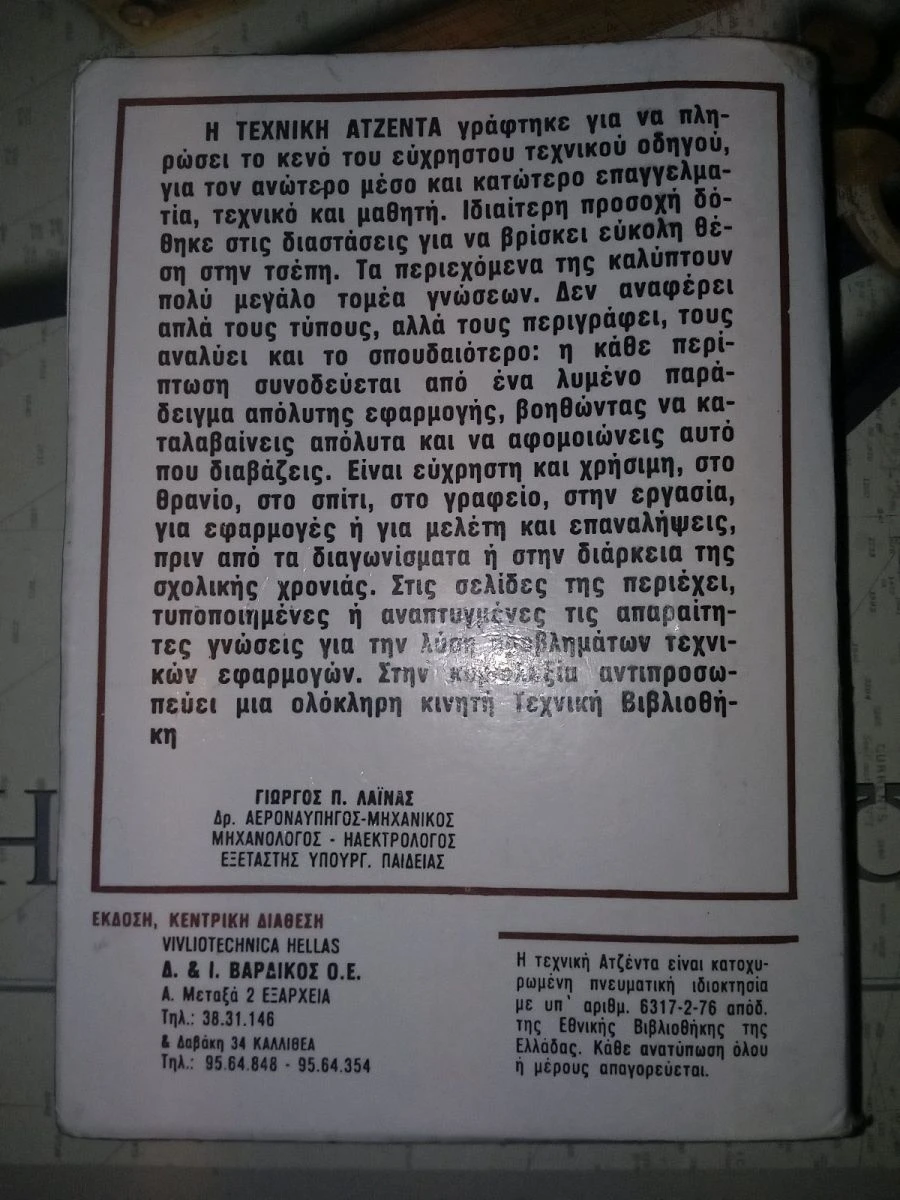 Η ΤΕΧΝΙΚΗ ΑΤΖΕΝΤΑ γράφτηκε για να πλη-
ρώσει το κενό του εύχρηστου τεχνικού οδηγού,
για τον ανώτερο μέσο και κατώτερο επαγγελμα-
τία, τεχνικό και μαθητή. Ιδιαίτερη προσοχή δό-
θηκε στις διαστάσεις για να βρίσκει εύκολη θέ-
ση στην τσέπη. Τα περιεχόμενα της καλύπτουν
πολύ μεγάλο τομέα γνώσεων. Δεν αναφέρει
απλά τους τύπους, αλλά τους περιγράφει, τους
αναλύει και το σπουδαιότερο: η κάθε περί-
πτωση συνοδεύεται από ένα λυμένο παρά-
δειγμα απόλυτης εφαρμογής, βοηθώντας να κα-
ταλαβαίνεις απόλυτα και να αφομοιώνεις αυτό
που διαβάζεις. Είναι εύχρηστη και χρήσιμη, στο
θρανίο, στο σπίτι, στο γραφείο, στην εργασία,
για εφαρμογές ή για μελέτη και επαναλήψεις,
πριν από τα διαγωνίσματα ή στην διάρκεια της
σχολικής χρονιάς. Στις σελίδες της περιέχει,
τυποποιημένες ή αναπτυγμένες τις απαραίτη-
τες γνώσεις για την λύση προβλημάτων τεχνι-
κών εφαρμογών. Στην κυριολεξία αντιπροσω-
πεύει μια ολόκληρη κινητή Τεχνική Βιβλιοθή-
κη
ΓΙΩΡΓΟΣ Π. ΛΑΪΝΑΣ
Δρ. ΑΕΡΟΝΑΥΠΗΓΟΣ-ΜΗΧΑΝΙΚΟΣ
ΜΗΧΑΝΟΛΟΓΟΣ - ΗΛΕΚΤΡΟΛΟΓΟΣ
ΕΞΕΤΑΣΤΗΣ ΥΠΟΥΡΓ. ΠΑΙΔΕΙΑΣ
ΕΚΔΟΣΗ, ΚΕΝΤΡΙΚΗ ΔΙΑΘΕΣΗ
VIVLIOTECHNICA HELLAS
Δ. & Ι. ΒΑΡΔΙΚΟΣ Ο.Ε.
Α. Μεταξά 2 ΕΞΑΡΧΕΙΑ
Τηλ.: 38.31.146
& Δαβάκη 34 ΚΑΛΛΙΘΕΑ
Τηλ.: 95.64.848 - 95.64.354
Η τεχνική Ατζέντα είναι κατοχυ-
ρωμένη πνευματική ιδιοκτησία
με υπ' αριθμ. 6317-2-76 απόδ.
της Εθνικής Βιβλιοθήκης της
Ελλάδας. Κάθε ανατύπωση όλου
ή μέρους απαγορεύεται.